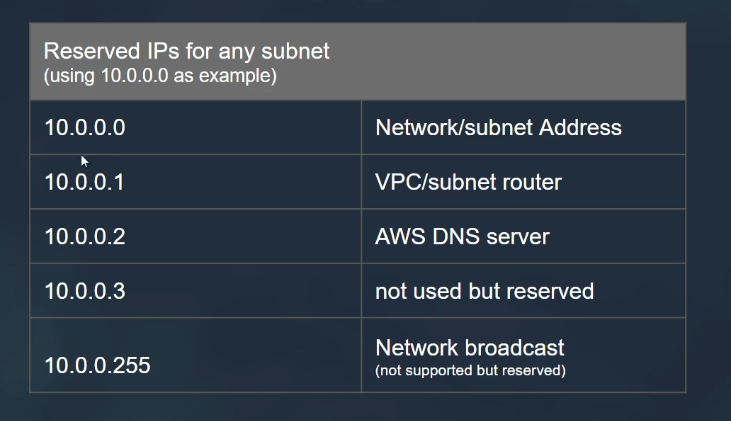 Reserved IPs for any subnet
(using 10.0.0.0 as example)
10.0.0.0 Network/subnet Address
10.0.0.1 VPC/subnet router
10.0.0.2 AWS DNS server
10.0.0.3 not used but reserved
10.0.0.255 Network broadcast
(not supported but reserved)